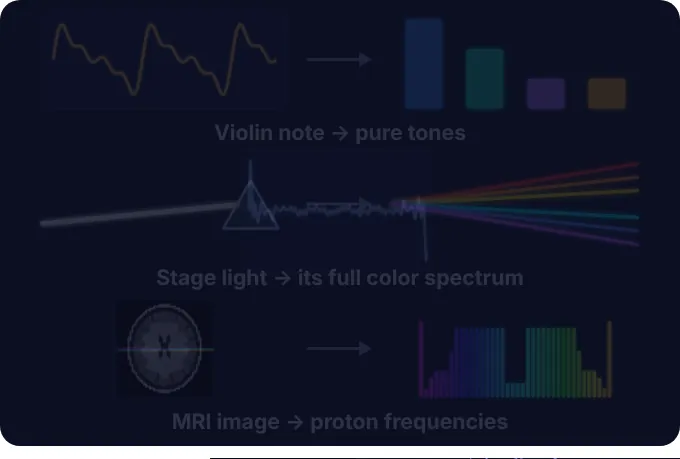 Violin note → pure tones
Stage light → its full color spectrum
MRI image → proton frequencies